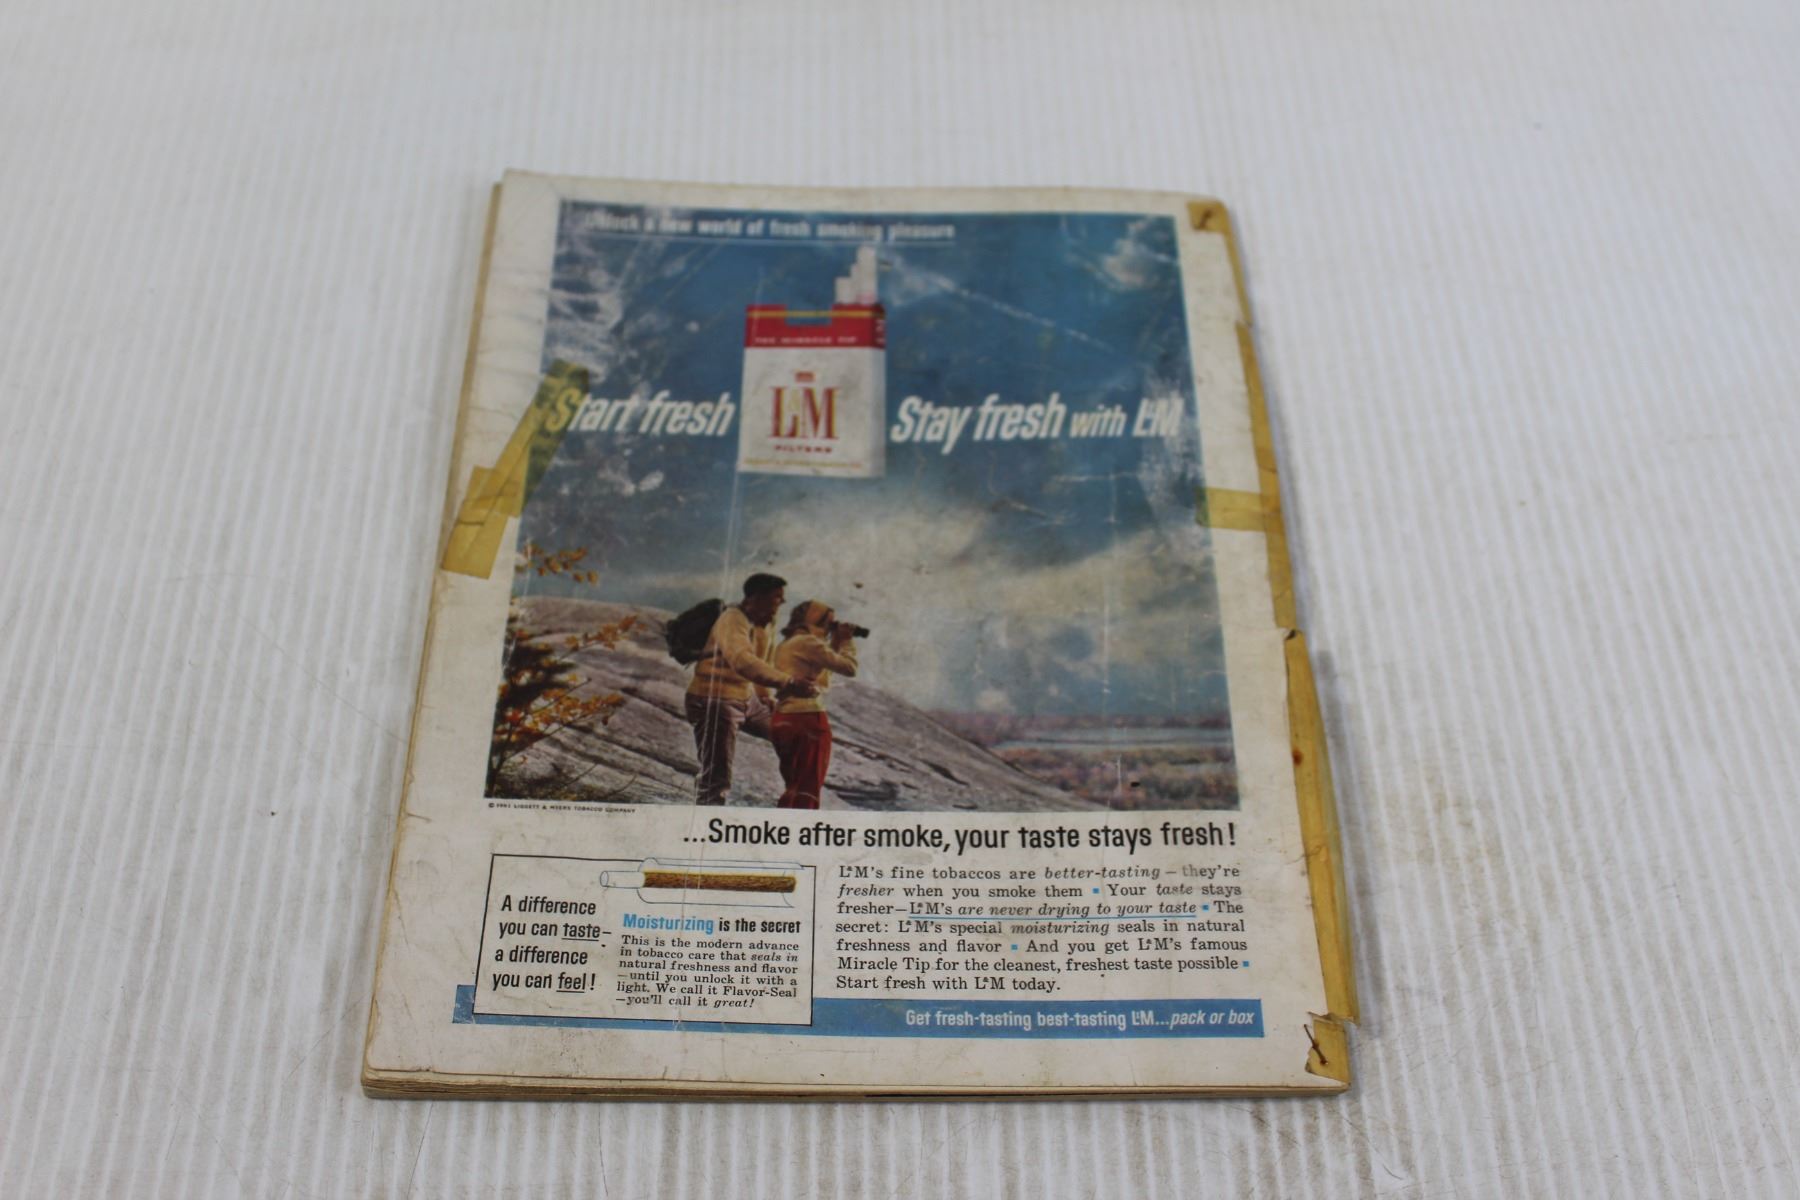 Unlock a new world of fresh smoking pleasure
THE MIRACLE TIP
L&M
FILTERS
Start fresh
Stay fresh with L&M
© 1961 LIGGETT & MYERS TOBACCO COMPANY
...Smoke after smoke, your taste stays fresh!
A difference
you can taste–
a difference
you can feel!
Moisturizing is the secret
This is the modern advance
in tobacco care that seals in
natural freshness and flavor
—until you unlock it with a
light. We call it Flavor-Seal
—you'll call it great!
L&M's fine tobaccos are better-tasting — they're
fresher when you smoke them ▪ Your taste stays
fresher—L&M's are never drying to your taste ▪ The
secret: L&M's special moisturizing seals in natural
freshness and flavor ▪ And you get L&M's famous
Miracle Tip for the cleanest, freshest taste possible ▪
Start fresh with L&M today.
Get fresh-tasting best-tasting L&M...pack or box